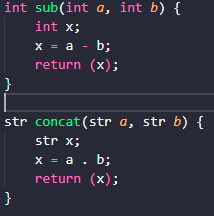 int sub(int a, int b) {
    int x;
    x = a - b;
    return (x);
}

str concat(str a, str b) {
    str x;
    x = a . b;
    return (x);
}